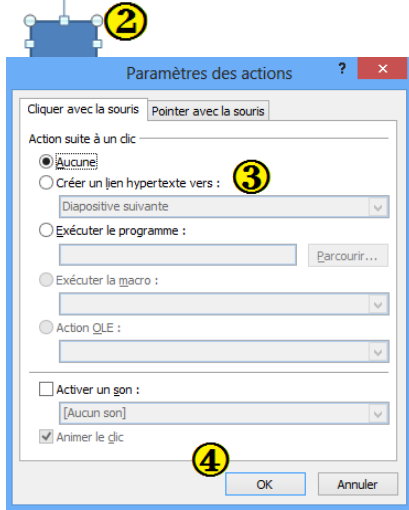 2
Paramètres des actions ? ×
Cliquer avec la souris Pointer avec la souris
Action suite à un clic
Aucune
Créer un lien hypertexte vers : 3
Diapositive suivante
Exécuter le programme :
Parcourir...
Exécuter la macro :
Action OLE :
Activer un son :
[Aucun son]
Animer le clic
4
OK Annuler